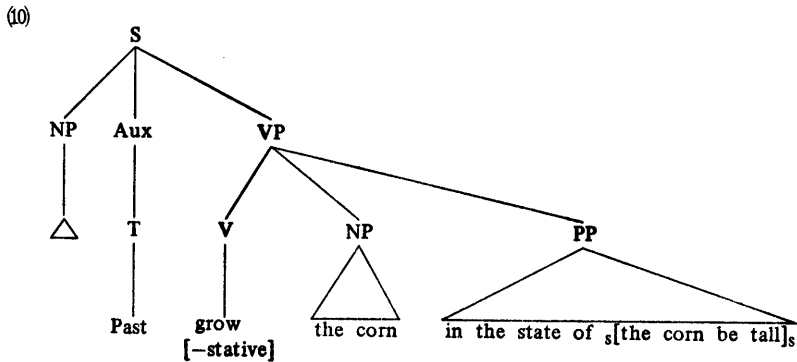 (10)
S
NP Aux VP
T V NP PP
Past grow the corn in the state of s[the corn be tall]s
[−stative]